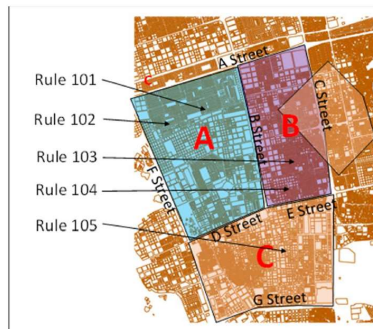 A Street
Rule 101
C
Rule 102
A
B Street
B
C Street
Rule 103
F Street
Rule 104
E Street
Rule 105
D Street
C
G Street